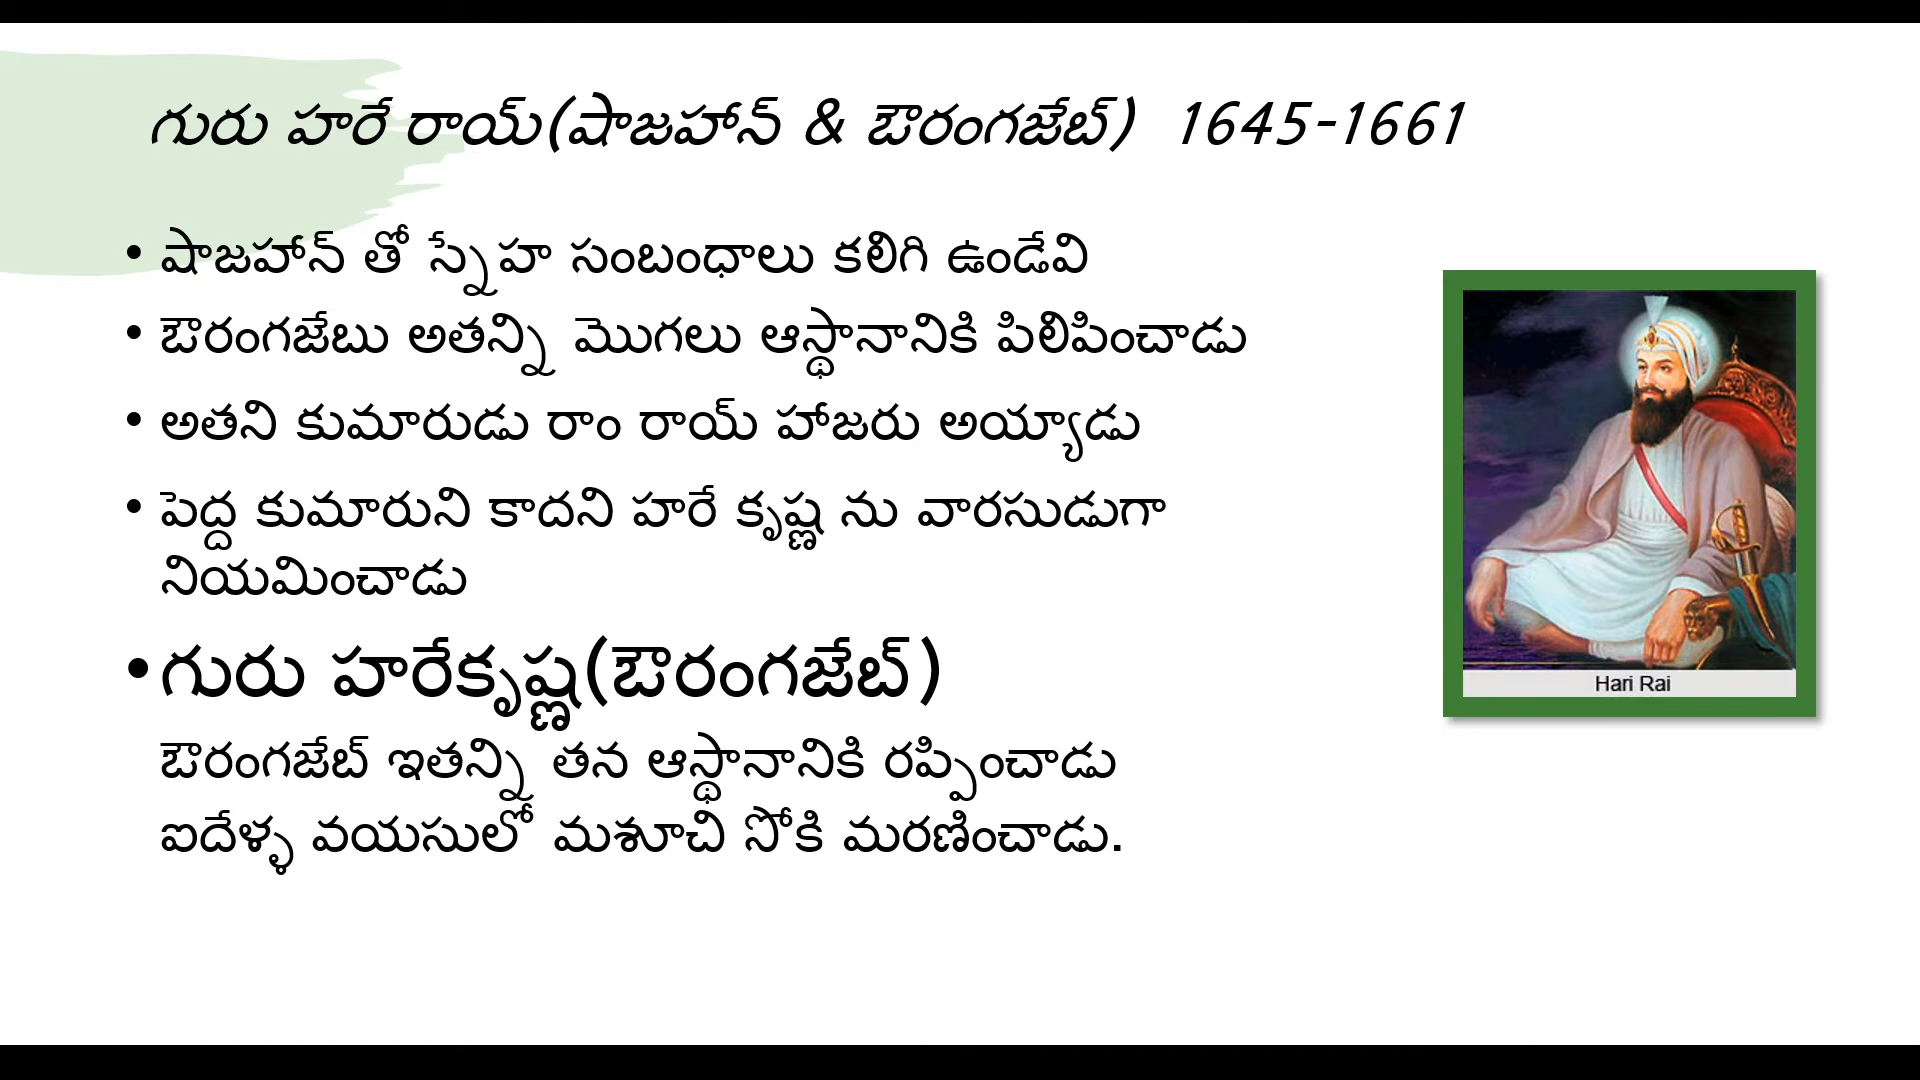 గురు హరే రాయ్(షాజహాన్ & ఔరంగజేబ్) 1645-1661
• షాజహాన్ తో స్నేహ సంబంధాలు కలిగి ఉండేవి
• ఔరంగజేబు అతన్ని మొగలు ఆస్థానానికి పిలిపించాడు
• అతని కుమారుడు రాం రాయ్ హాజరు అయ్యాడు
• పెద్ద కుమారుని కాదని హరే కృష్ణ ను వారసుడుగా
నియమించాడు
• గురు హరేకృష్ణ(ఔరంగజేబ్)
ఔరంగజేబ్ ఇతన్ని తన ఆస్థానానికి రప్పించాడు
ఐదేళ్ళ వయసులో మశూచి సోకి మరణించాడు.
Hari Rai